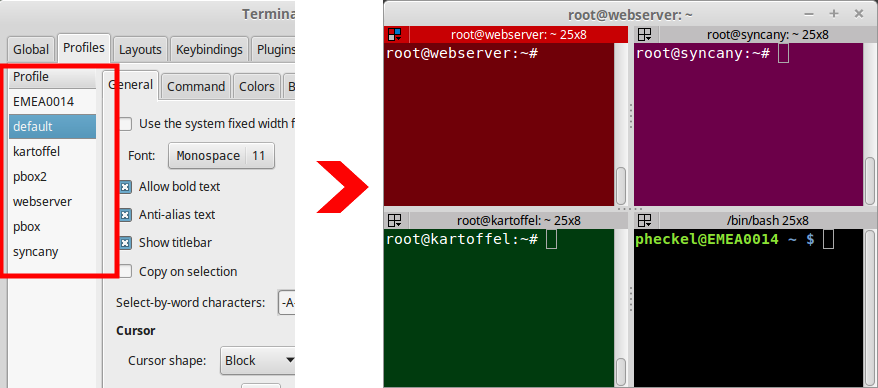 Termina
Global Profiles Layouts Keybindings Plugins
Profile
EMEA0014
default
kartoffel
pbox2
webserver
pbox
syncany
General Command Colors B
Use the system fixed width f
Font: Monospace 11
Allow bold text
Anti-alias text
Show titlebar
Copy on selection
Select-by-word characters: -A-
Cursor
Cursor shape: Block
root@webserver: ~
root@webserver: ~ 25x8
root@webserver:~#
root@syncany: ~ 25x8
root@syncany:~#
root@kartoffel: ~ 25x8
root@kartoffel:~#
/bin/bash 25x8
pheckel@EMEA0014 ~ $